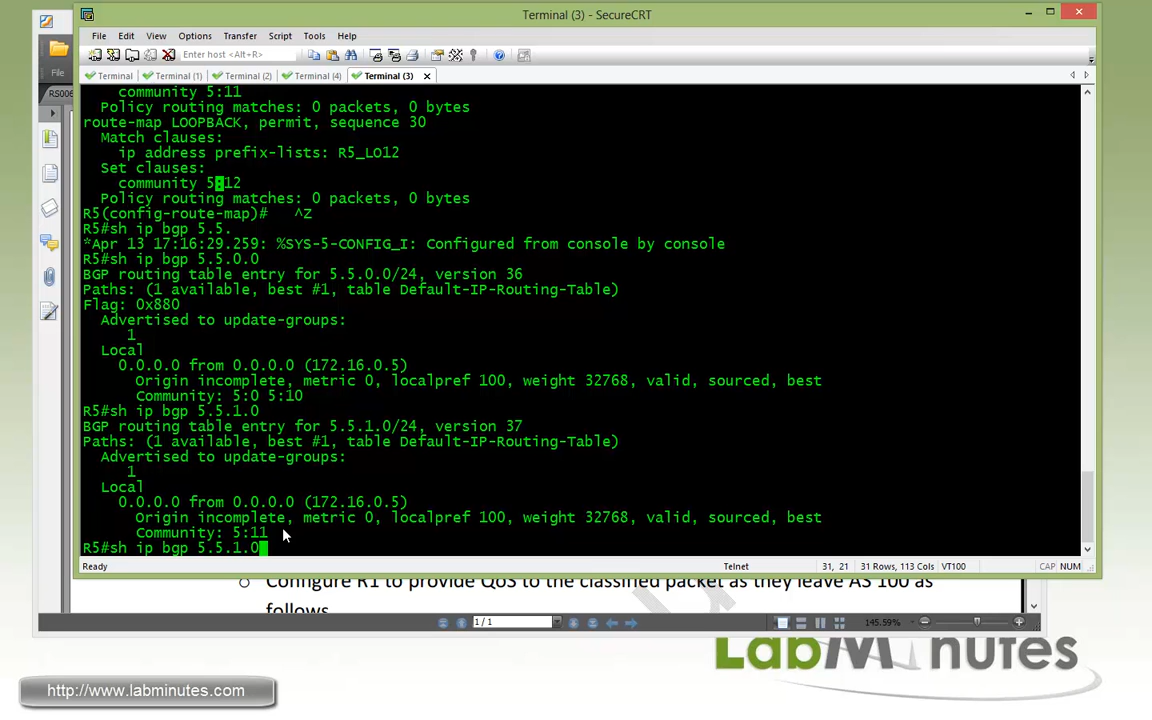 Terminal (3) - SecureCRT
File Edit View Options Transfer Script Tools Help
Enter host <Alt+R>
File
Terminal Terminal (1) Terminal (2) Terminal (4) Terminal (3)
RS006
community 5:11
Policy routing matches: 0 packets, 0 bytes
route-map LOOPBACK, permit, sequence 30
Match clauses:
ip address prefix-lists: R5_LO12
Set clauses:
community 5:12
Policy routing matches: 0 packets, 0 bytes
R5(config-route-map)# ^Z
R5#sh ip bgp 5.5.
*Apr 13 17:16:29.259: %SYS-5-CONFIG_I: Configured from console by console
R5#sh ip bgp 5.5.0.0
BGP routing table entry for 5.5.0.0/24, version 36
Paths: (1 available, best #1, table Default-IP-Routing-Table)
Flag: 0x880
Advertised to update-groups:
1
Local
0.0.0.0 from 0.0.0.0 (172.16.0.5)
Origin incomplete, metric 0, localpref 100, weight 32768, valid, sourced, best
Community: 5:0 5:10
R5#sh ip bgp 5.5.1.0
BGP routing table entry for 5.5.1.0/24, version 37
Paths: (1 available, best #1, table Default-IP-Routing-Table)
Advertised to update-groups:
1
Local
0.0.0.0 from 0.0.0.0 (172.16.0.5)
Origin incomplete, metric 0, localpref 100, weight 32768, valid, sourced, best
Community: 5:11
R5#sh ip bgp 5.5.1.0
Ready Telnet 31, 21 31 Rows, 113 Cols VT100 CAP NUM
Configure R1 to provide QoS to the classified packet as they leave AS 100 as
follows
1 / 1 145.59%
LabMinutes
http://www.labminutes.com